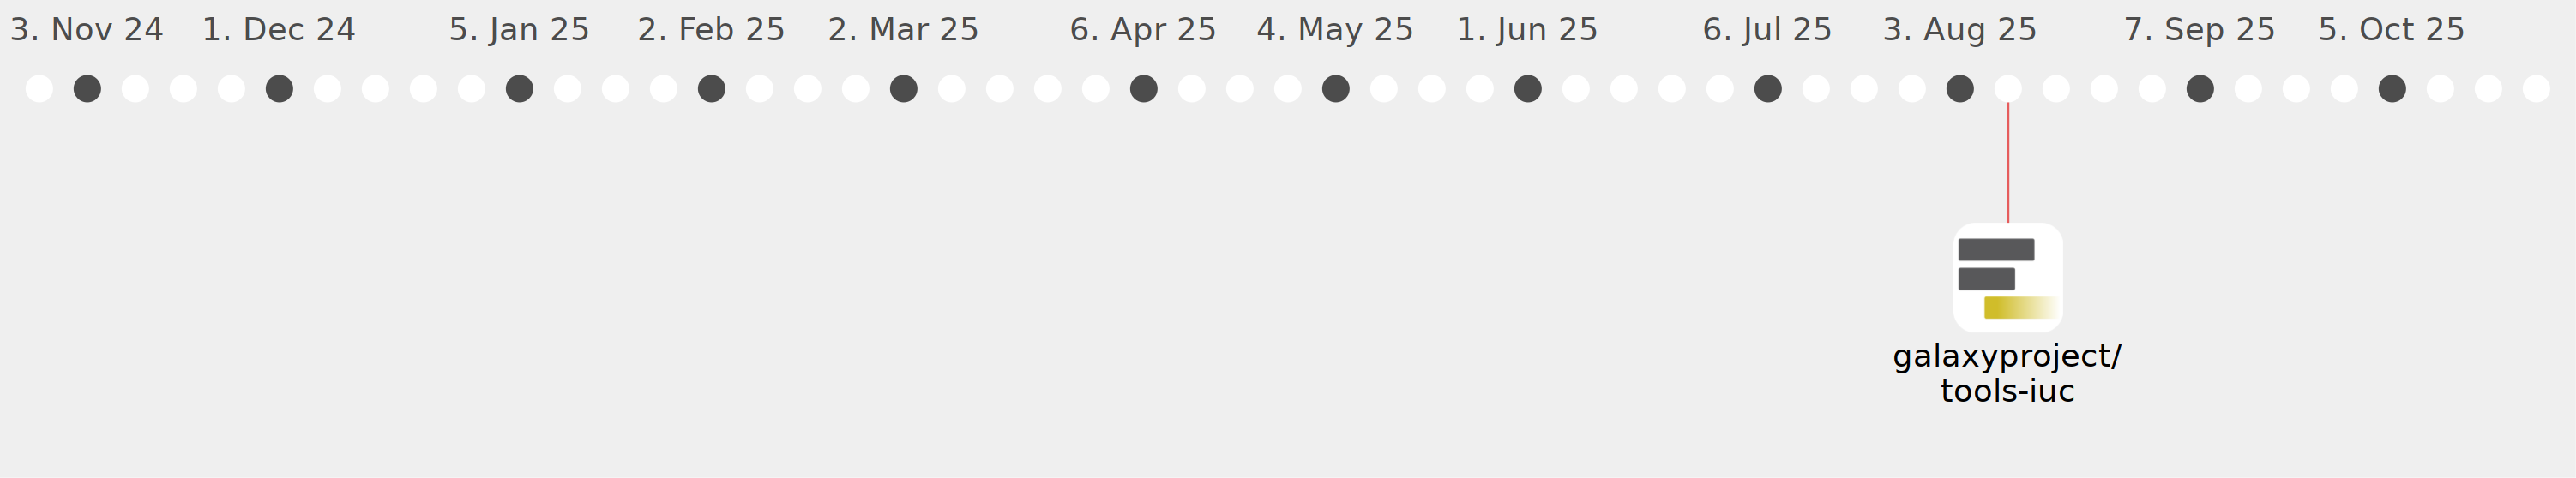 3. Nov 24 1. Dec 24 5. Jan 25 2. Feb 25 2. Mar 25 6. Apr 25 4. May 25 1. Jun 25 6. Jul 25 3. Aug 25 7. Sep 25 5. Oct 25
galaxyproject/
tools-iuc